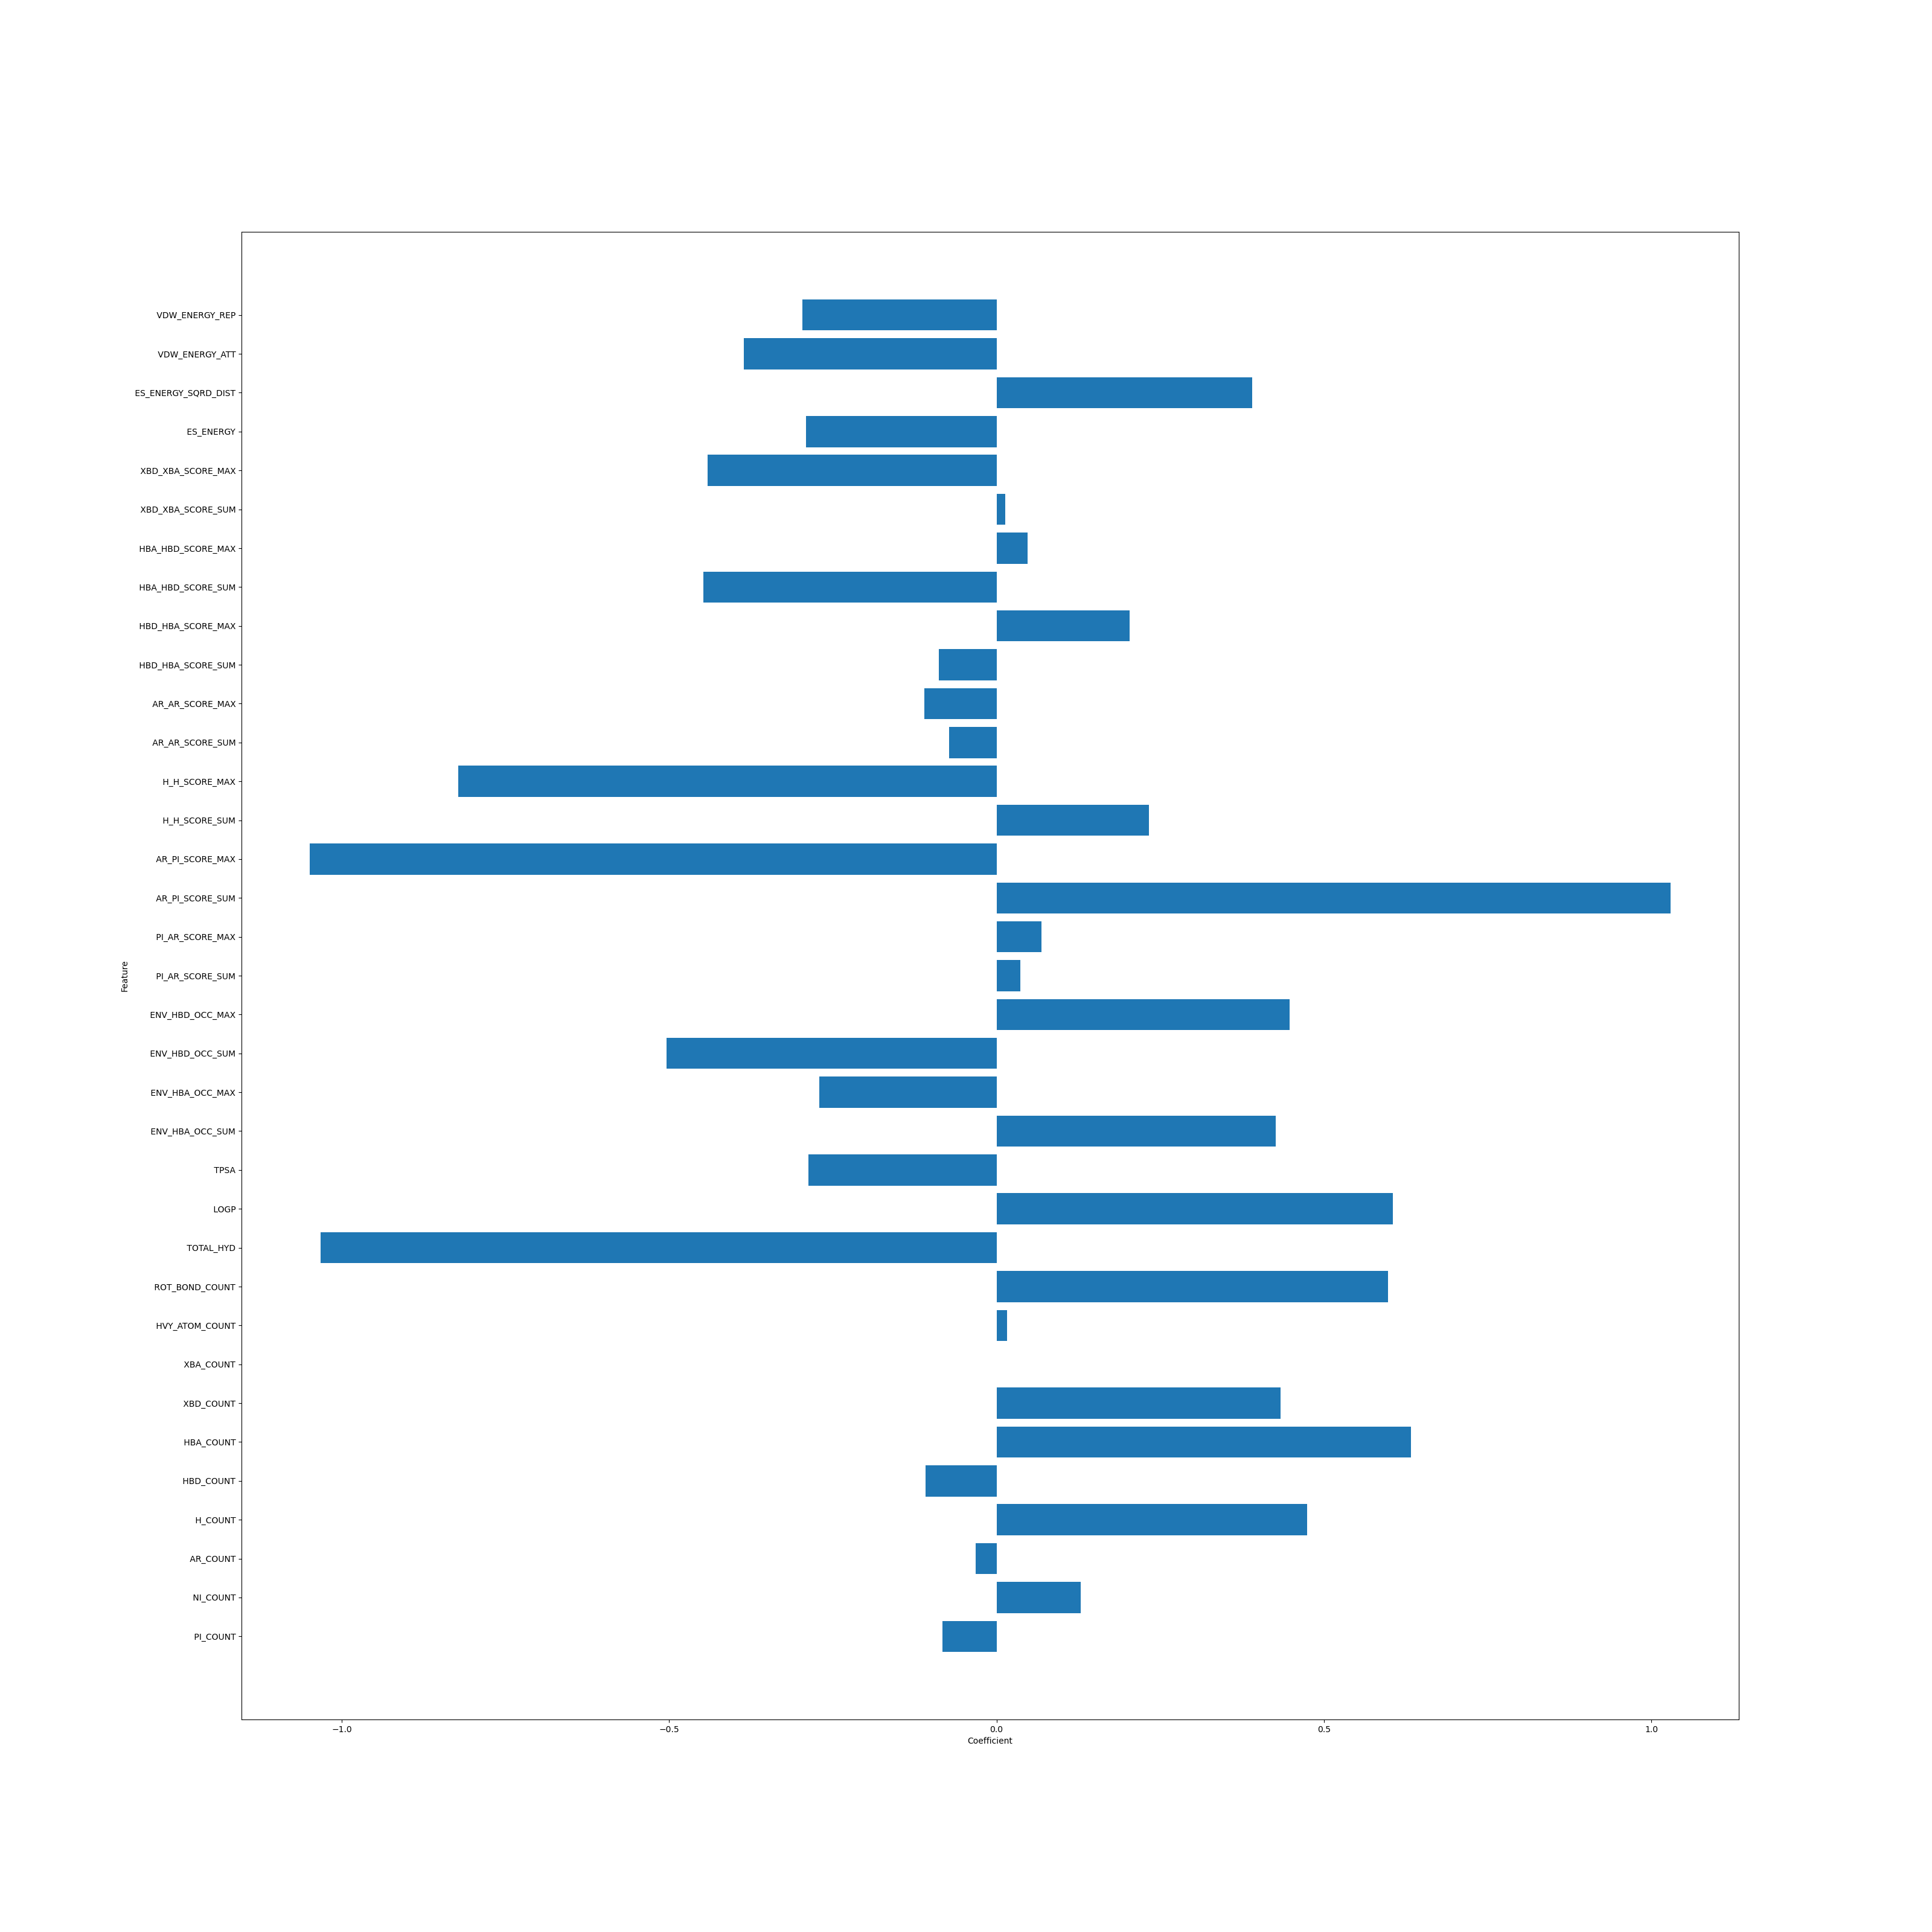 VDW_ENERGY_REP
VDW_ENERGY_ATT
ES_ENERGY_SQRD_DIST
ES_ENERGY
XBD_XBA_SCORE_MAX
XBD_XBA_SCORE_SUM
HBA_HBD_SCORE_MAX
HBA_HBD_SCORE_SUM
HBD_HBA_SCORE_MAX
HBD_HBA_SCORE_SUM
AR_AR_SCORE_MAX
AR_AR_SCORE_SUM
H_H_SCORE_MAX
H_H_SCORE_SUM
AR_PI_SCORE_MAX
AR_PI_SCORE_SUM
PI_AR_SCORE_MAX
PI_AR_SCORE_SUM
ENV_HBD_OCC_MAX
ENV_HBD_OCC_SUM
ENV_HBA_OCC_MAX
ENV_HBA_OCC_SUM
TPSA
LOGP
TOTAL_HYD
ROT_BOND_COUNT
HVY_ATOM_COUNT
XBA_COUNT
XBD_COUNT
HBA_COUNT
HBD_COUNT
H_COUNT
AR_COUNT
NI_COUNT
PI_COUNT
Feature
−1.0 −0.5 0.0 0.5 1.0
Coefficient